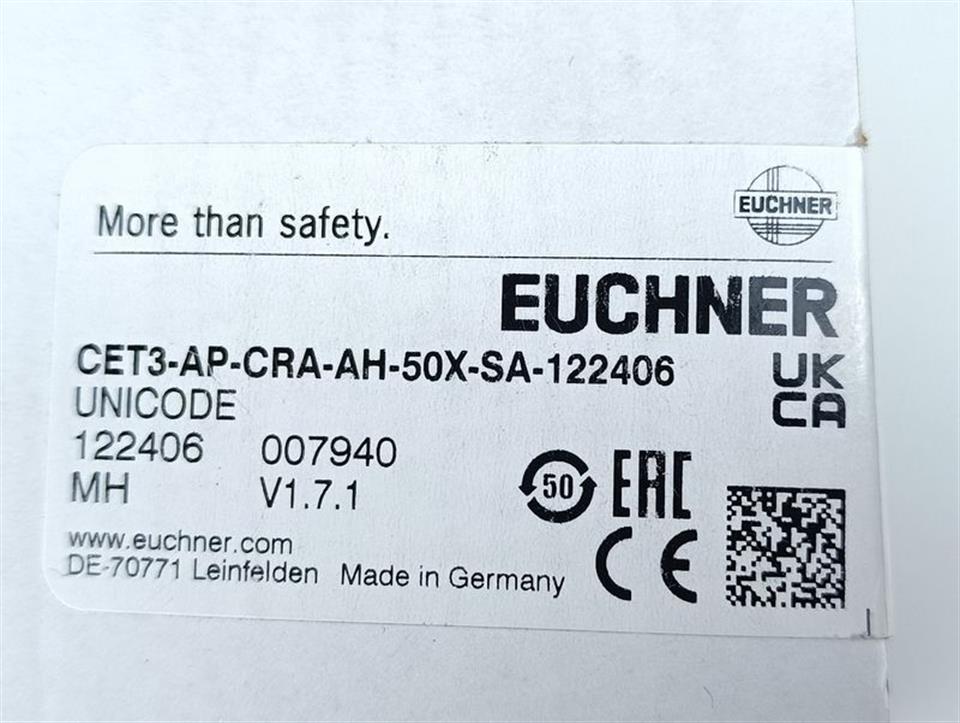 More than safety.
EUCHNER
EUCHNER
CET3-AP-CRA-AH-50X-SA-122406
UK
CA
UNICODE
122406 007940
MH V1.7.1
50
EAC
CE
www.euchner.com
DE-70771 Leinfelden Made in Germany